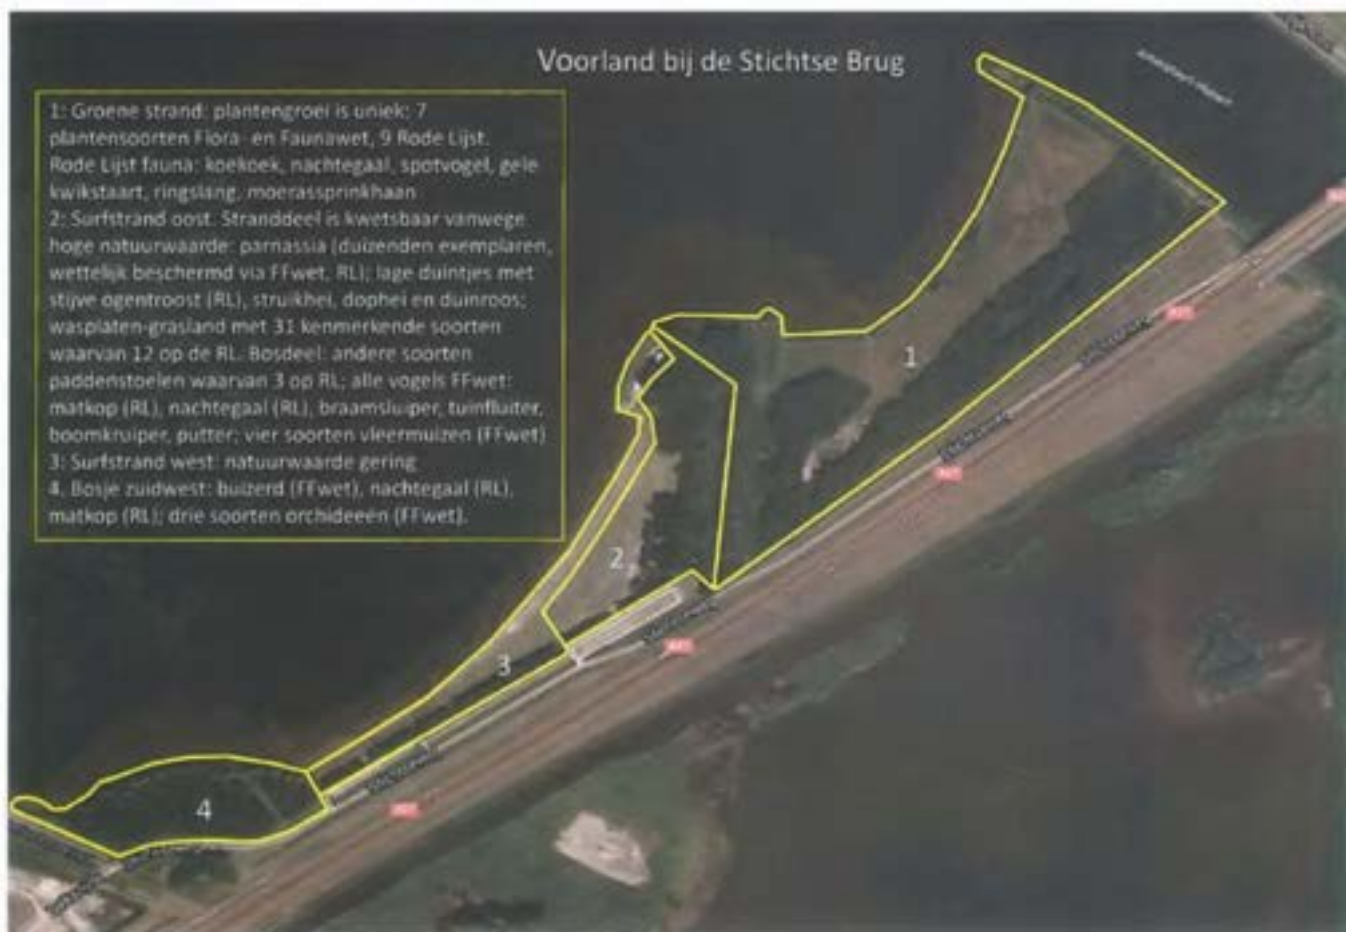 Voorland bij de Stichtse Brug
1: Groene strand: plantengroei is uniek: 7
plantensoorten Flora- en Faunawet, 9 Rode Lijst.
Rode Lijst fauna: koekoek, nachtegaal, spotvogel, gele
kwikstaart, ringslang, moerassprinkhaan
2: Surfstrand oost. Stranddeel is kwetsbaar vanwege
hoge natuurwaarde: parnassia (duizenden exemplaren,
wettelijk beschermd via FFwet, RL); lage duintjes met
stijve ogentroost (RL), struikhei, dophei en duinroos;
wasplaten-grasland met 31 kenmerkende soorten
waarvan 12 op de RL. Bosdeel: andere soorten
paddenstoelen waarvan 3 op RL; alle vogels FFwet:
matkop (RL), nachtegaal (RL), braamsluiper, tuinfluiter,
boomkruiper, putter; vier soorten vleermuizen (FFwet)
3: Surfstrand west: natuurwaarde gering
4. Bosje zuidwest: buizerd (FFwet), nachtegaal (RL),
matkop (RL); drie soorten orchideeën (FFwet).
1
2
3
4